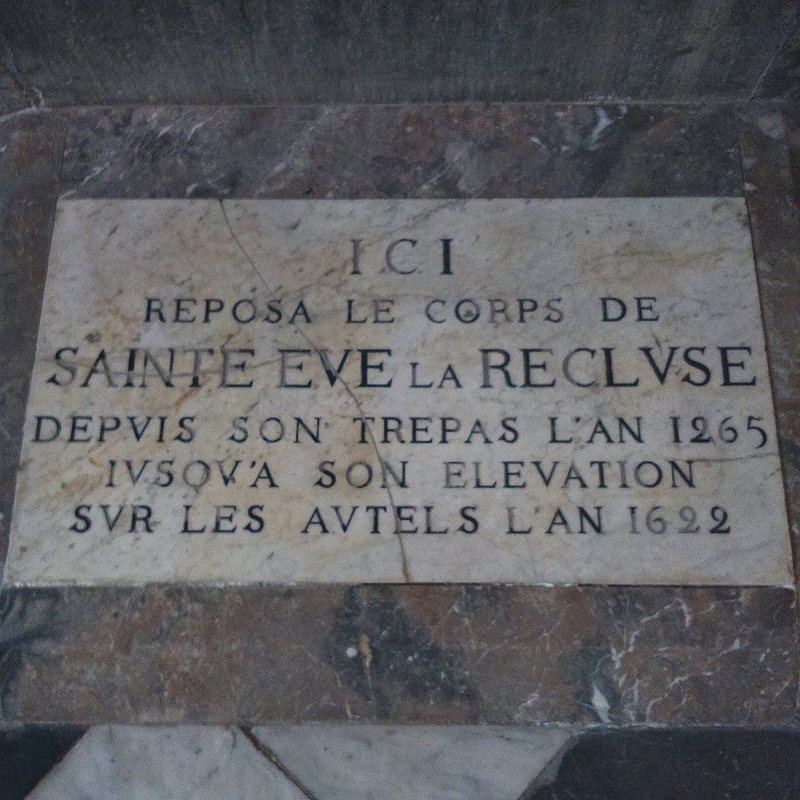 ICI
REPOSA LE CORPS DE
SAINTE EVE LA RECLVSE
DEPVIS SON TREPAS L'AN 1265
IVSQV'A SON ELEVATION
SVR LES AVTELS L'AN 1622